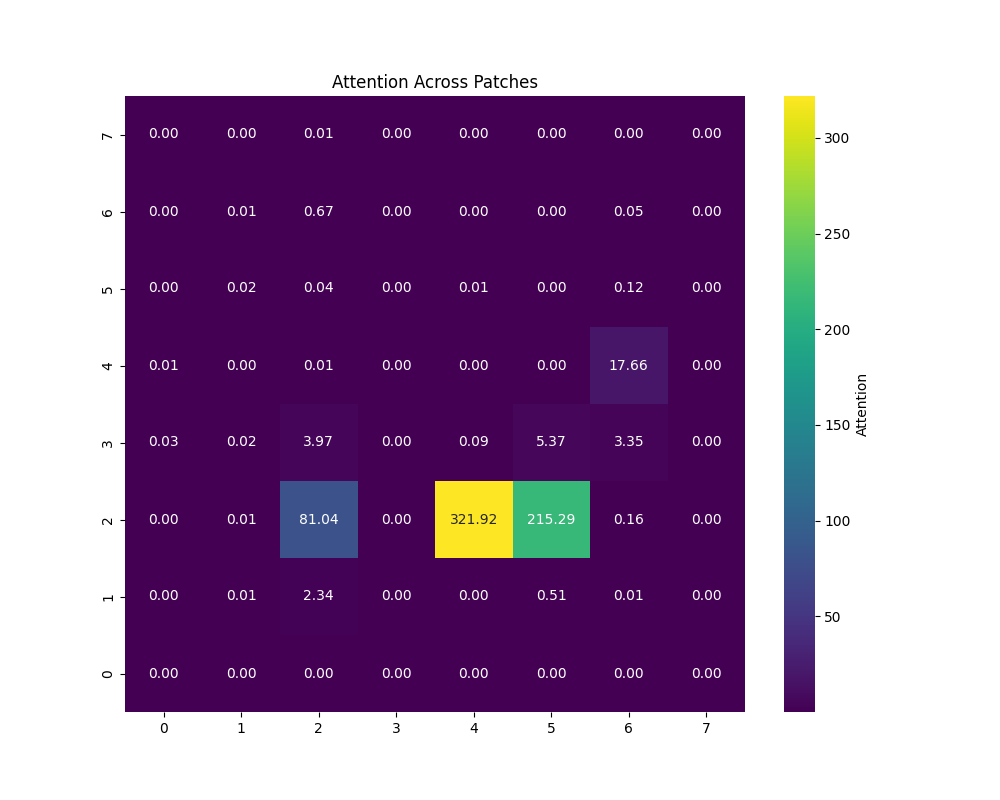 Attention Across Patches
7 0.00 0.00 0.01 0.00 0.00 0.00 0.00 0.00
6 0.00 0.01 0.67 0.00 0.00 0.00 0.05 0.00
5 0.00 0.02 0.04 0.00 0.01 0.00 0.12 0.00
4 0.01 0.00 0.01 0.00 0.00 0.00 17.66 0.00
3 0.03 0.02 3.97 0.00 0.09 5.37 3.35 0.00
2 0.00 0.01 81.04 0.00 321.92 215.29 0.16 0.00
1 0.00 0.01 2.34 0.00 0.00 0.51 0.01 0.00
0 0.00 0.00 0.00 0.00 0.00 0.00 0.00 0.00
0 1 2 3 4 5 6 7
300
250
200
150
100
50
Attention